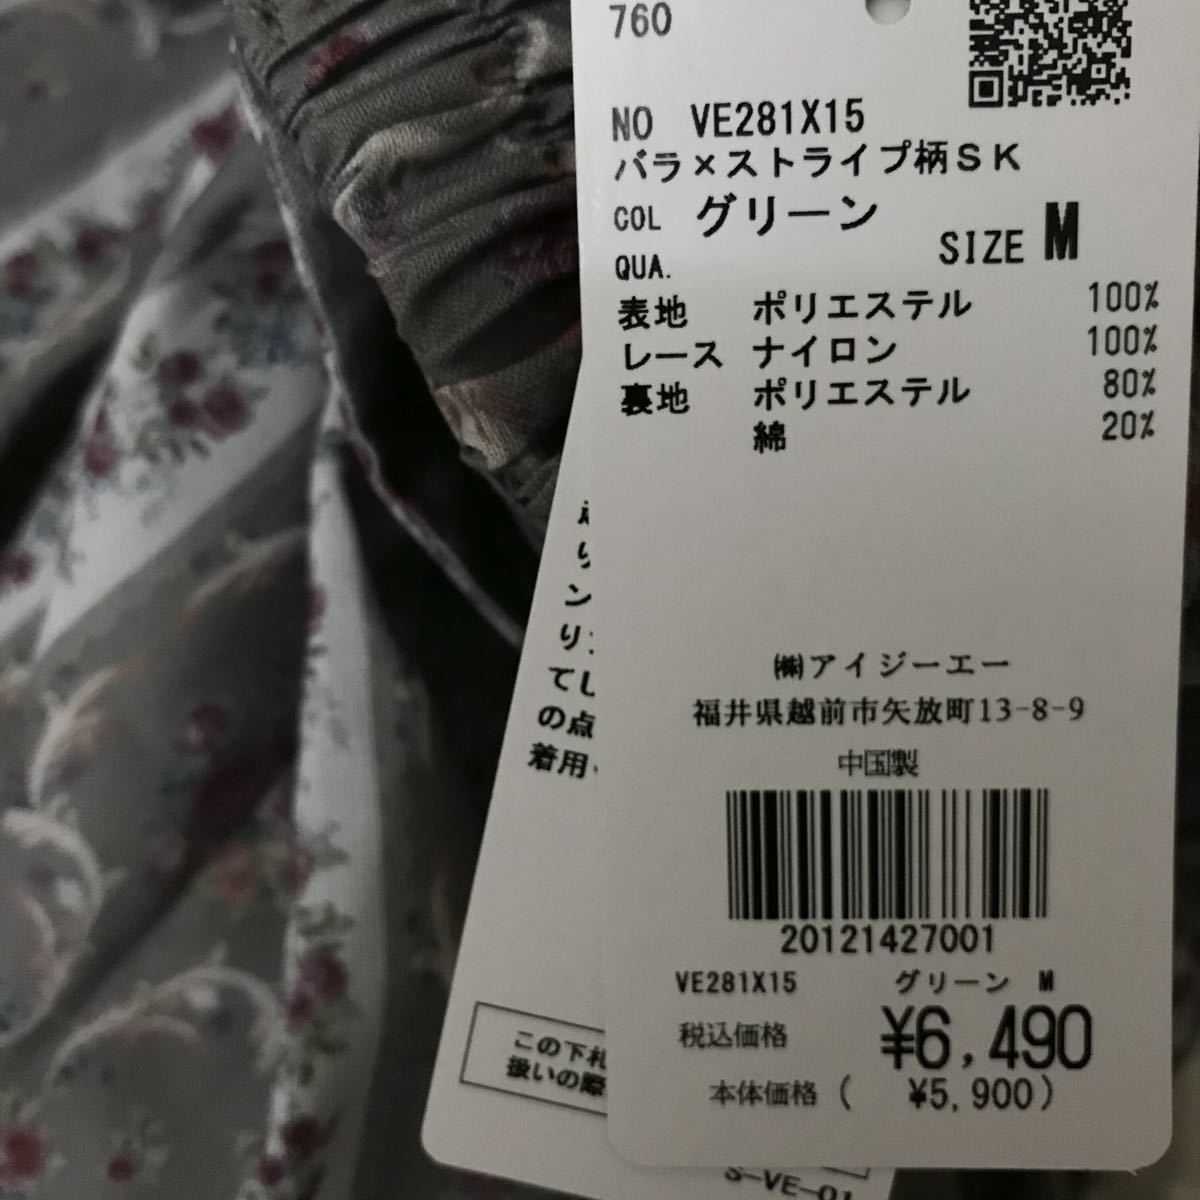 760
NO VE281X15
バラ×ストライプ柄SK
COL グリーン
SIZE M
QUA.
表地 ポリエステル 100%
レース ナイロン 100%
裏地 ポリエステル 80%
綿 20%
㈱アイジーエー
福井県越前市矢放町13-8-9
中国製
20121427001
VE281X15 グリーン M
税込価格 ¥6,490
本体価格( ¥5,900)
り
ン
り
てし
の点
着用
この下札
扱いの際
S-VE-01